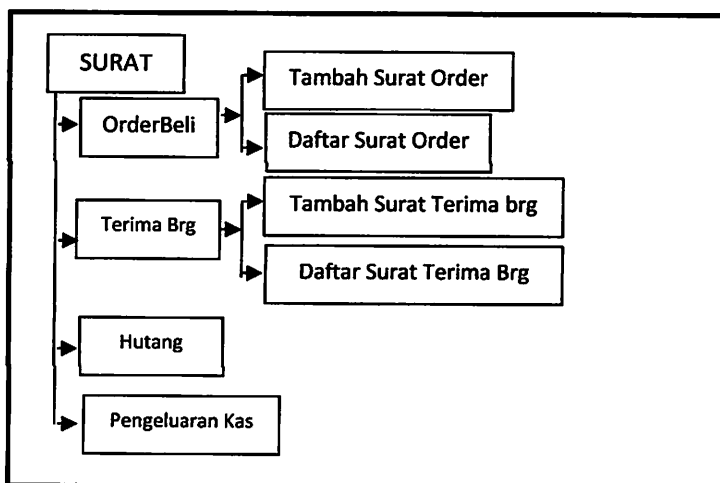 SURAT
Tambah Surat Order
OrderBeli
Daftar Surat Order
Tambah Surat Terima brg
Terima Brg
Daftar Surat Terima Brg
Hutang
Pengeluaran Kas